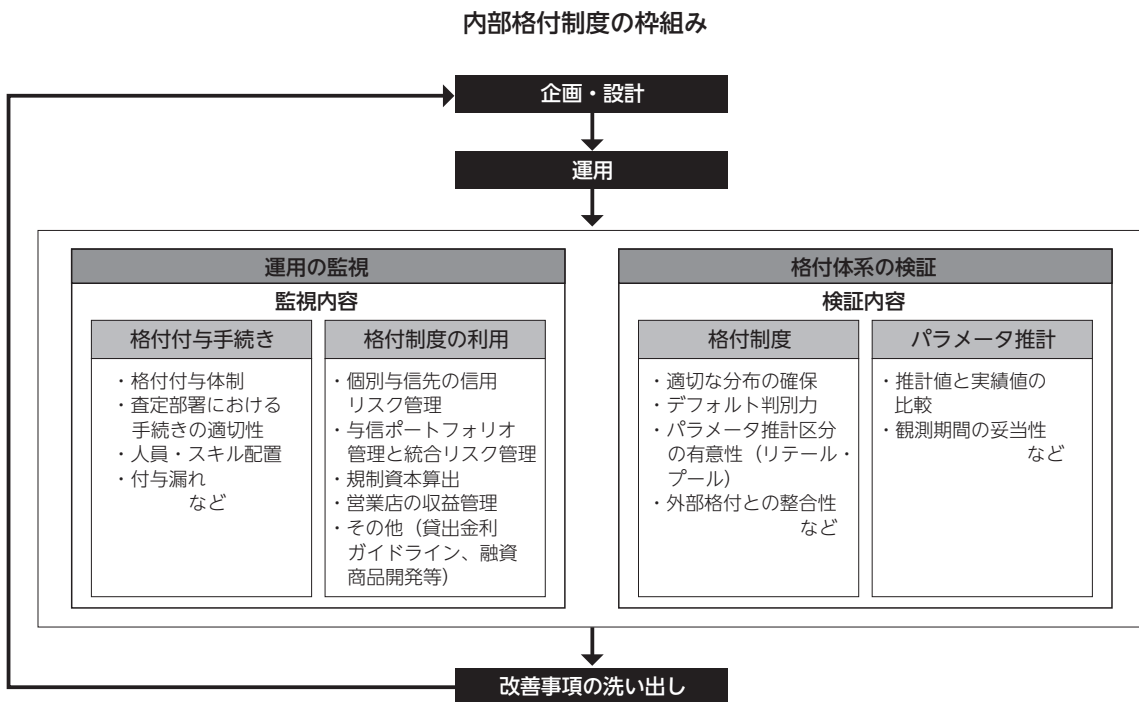 内部格付制度の枠組み
企画・設計
運用
運用の監視
監視内容
格付付与手続き
・格付付与体制
・査定部署における
手続きの適切性
・人員・スキル配置
・付与漏れ
など
格付制度の利用
・個別与信先の信用
リスク管理
・与信ポートフォリオ
管理と統合リスク管理
・規制資本算出
・営業店の収益管理
・その他（貸出金利
ガイドライン、融資
商品開発等）
格付体系の検証
検証内容
格付制度
・適切な分布の確保
・デフォルト判別力
・パラメータ推計区分
の有意性（リテール・
プール）
・外部格付との整合性
など
パラメータ推計
・推計値と実績値の
比較
・観測期間の妥当性
など
改善事項の洗い出し